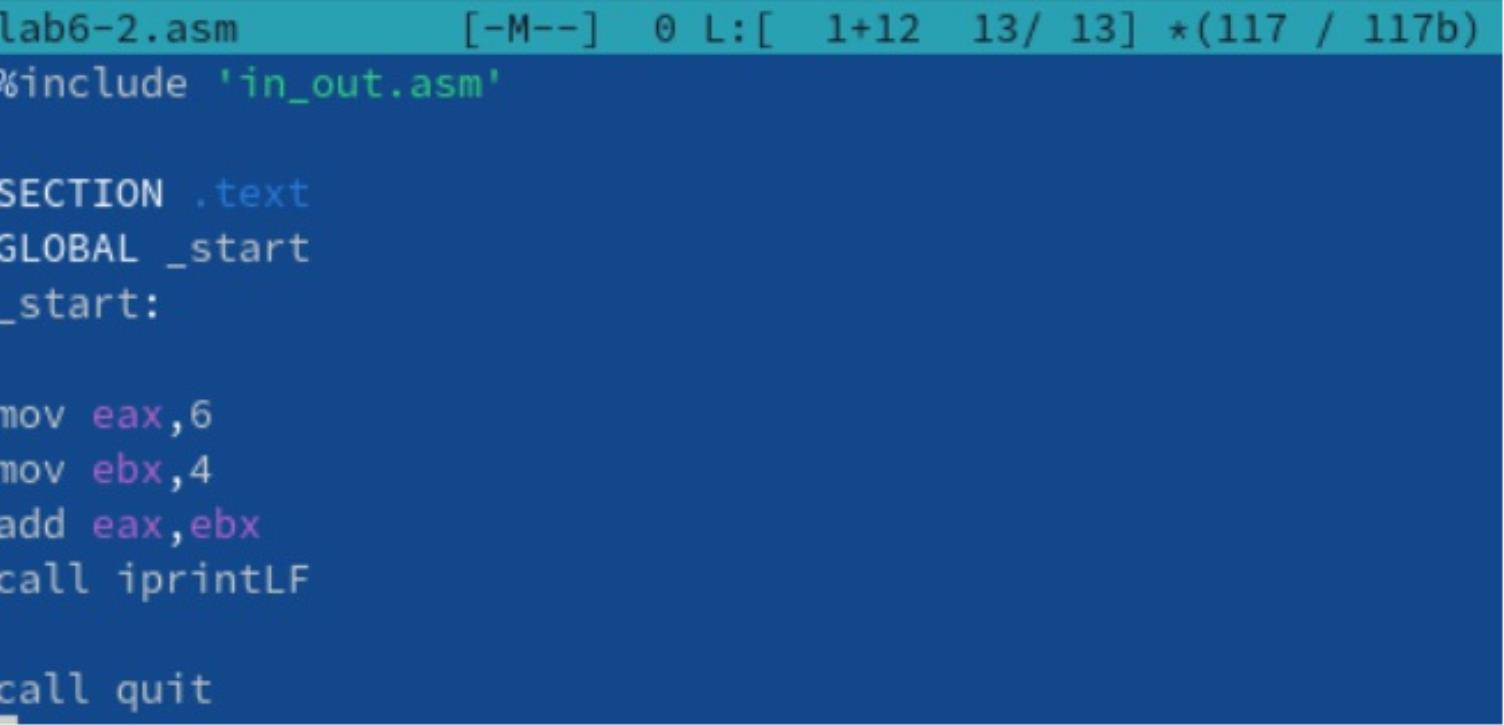 lab6-2.asm [-M--] 0 L:[ 1+12 13/ 13] *(117 / 117b)
%include 'in_out.asm'
SECTION .text
GLOBAL _start
_start:
mov eax,6
mov ebx,4
add eax,ebx
call iprintLF
call quit